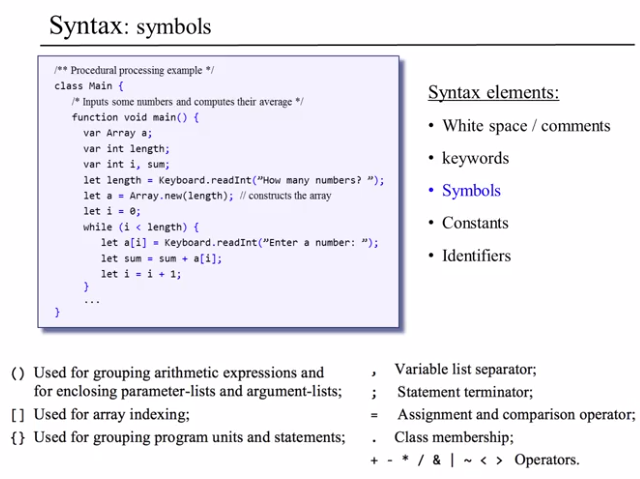 Syntax: symbols
/** Procedural processing example */
class Main {
/* Inputs some numbers and computes their average */
function void main() {
var Array a;
var int length;
var int i, sum;
let length = Keyboard.readInt(”How many numbers? ”);
let a = Array.new(length); // constructs the array
let i = 0;
while (i < length) {
let a[i] = Keyboard.readInt(”Enter a number: ”);
let sum = sum + a[i];
let i = i + 1;
}
...
}
Syntax elements:
• White space / comments
• keywords
• Symbols
• Constants
• Identifiers
() Used for grouping arithmetic expressions and
for enclosing parameter-lists and argument-lists;
[] Used for array indexing;
{} Used for grouping program units and statements;
, Variable list separator;
; Statement terminator;
= Assignment and comparison operator;
. Class membership;
+ - * / & | ~ < > Operators.